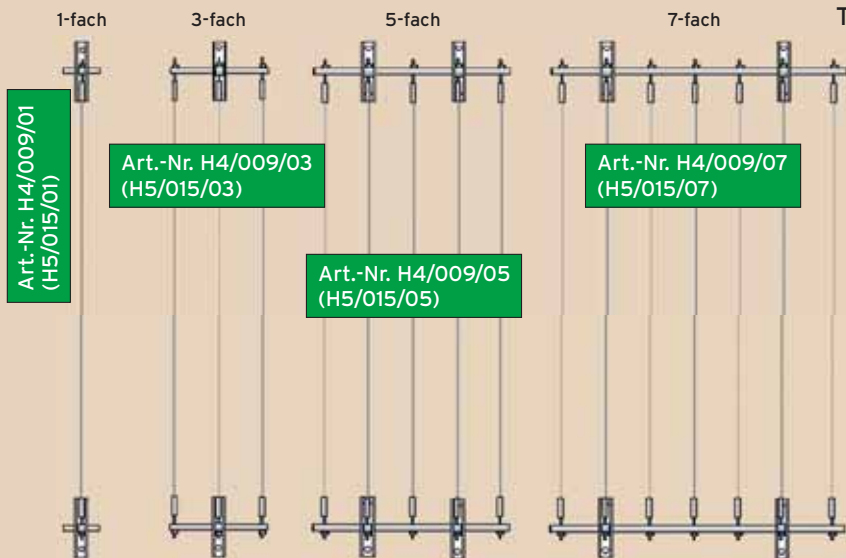 1-fach
3-fach
5-fach
7-fach
T
Art.-Nr. H4/009/01
(H5/015/01)
Art.-Nr. H4/009/03
(H5/015/03)
Art.-Nr. H4/009/05
(H5/015/05)
Art.-Nr. H4/009/07
(H5/015/07)